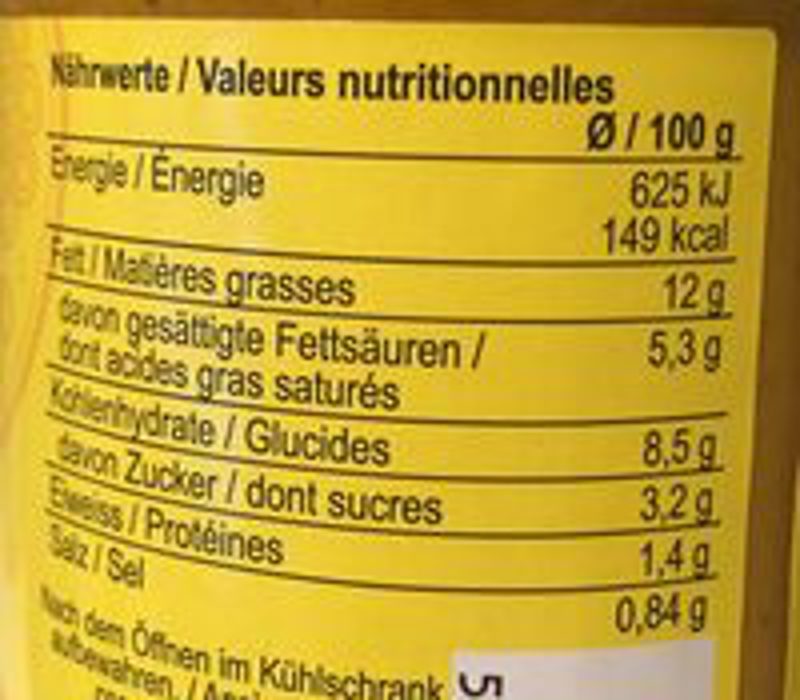 Nährwerte / Valeurs nutritionnelles
Ø / 100 g
Energie / Énergie 625 kJ
149 kcal
Fett / Matières grasses 12 g
davon gesättigte Fettsäuren / 5,3 g
dont acides gras saturés
Kohlenhydrate / Glucides 8,5 g
davon Zucker / dont sucres 3,2 g
Eiweiss / Protéines 1,4 g
Salz / Sel 0,84 g
Nach dem Öffnen im Kühlschrank
aufbewahren. /
5